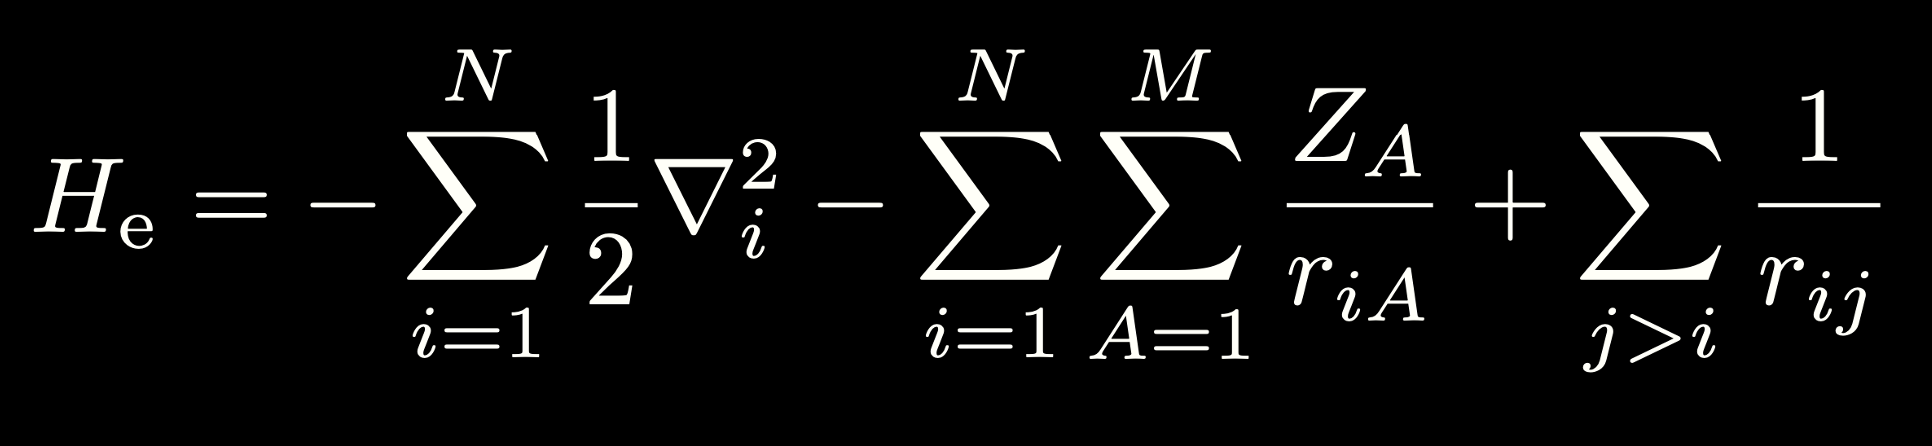 H_e = -\sum_{i=1}^{N} \frac{1}{2} \nabla_i^2 - \sum_{i=1}^{N} \sum_{A=1}^{M} \frac{Z_A}{r_{iA}} + \sum_{j>i} \frac{1}{r_{ij}}